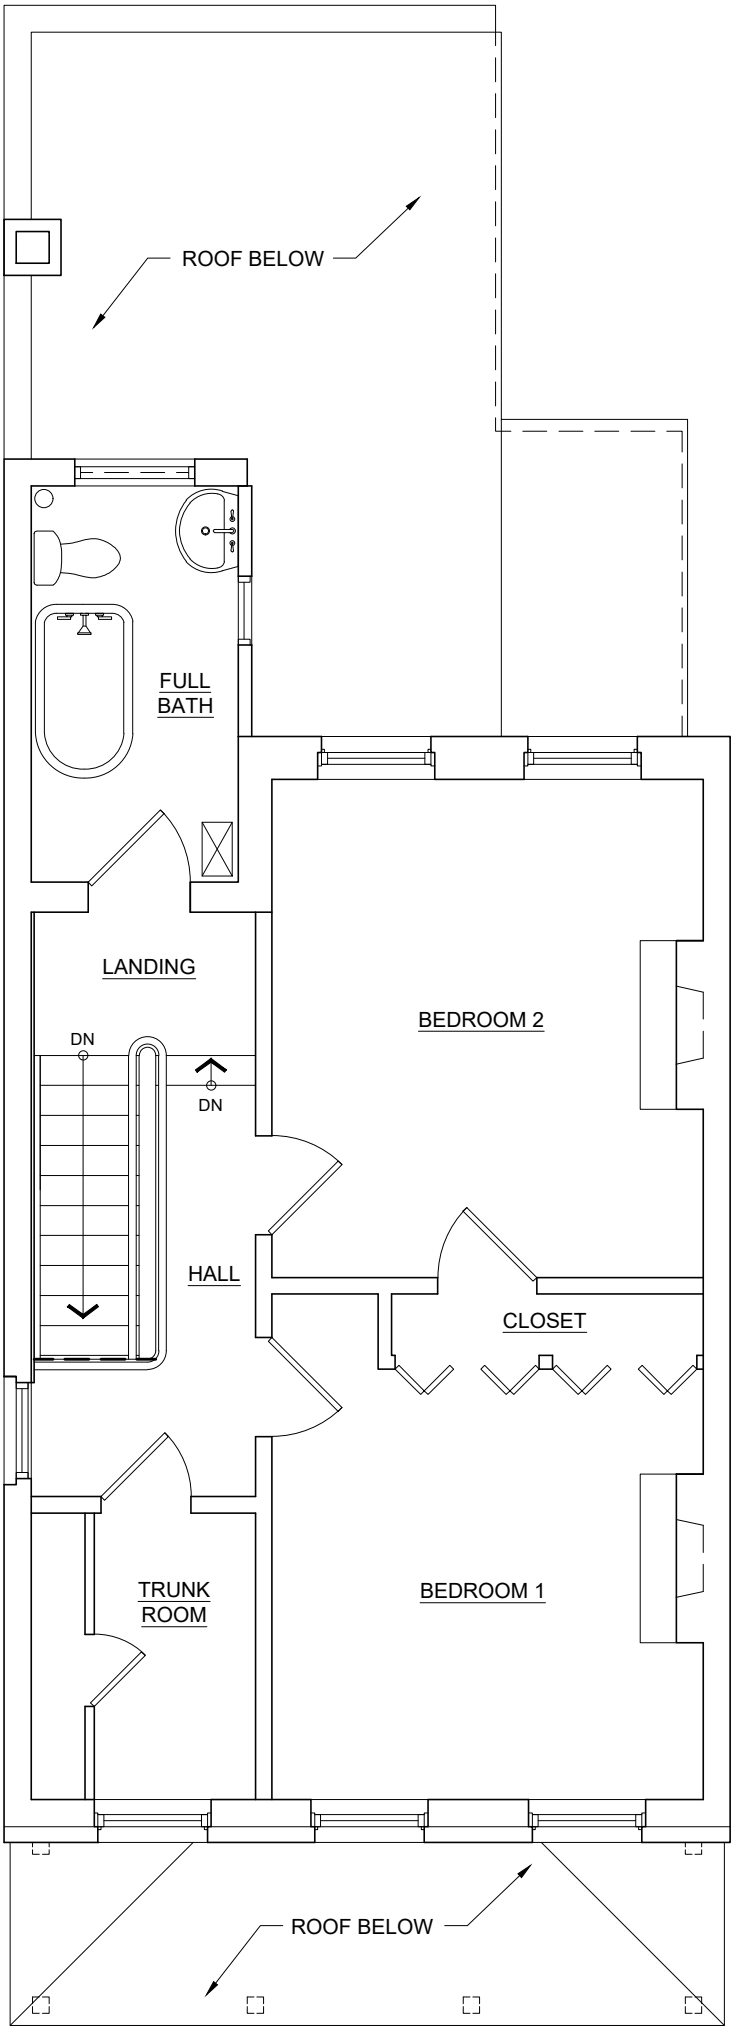 ROOF BELOW
FULL
BATH
LANDING
BEDROOM 2
DN
DN
HALL
CLOSET
TRUNK
ROOM
BEDROOM 1
ROOF BELOW